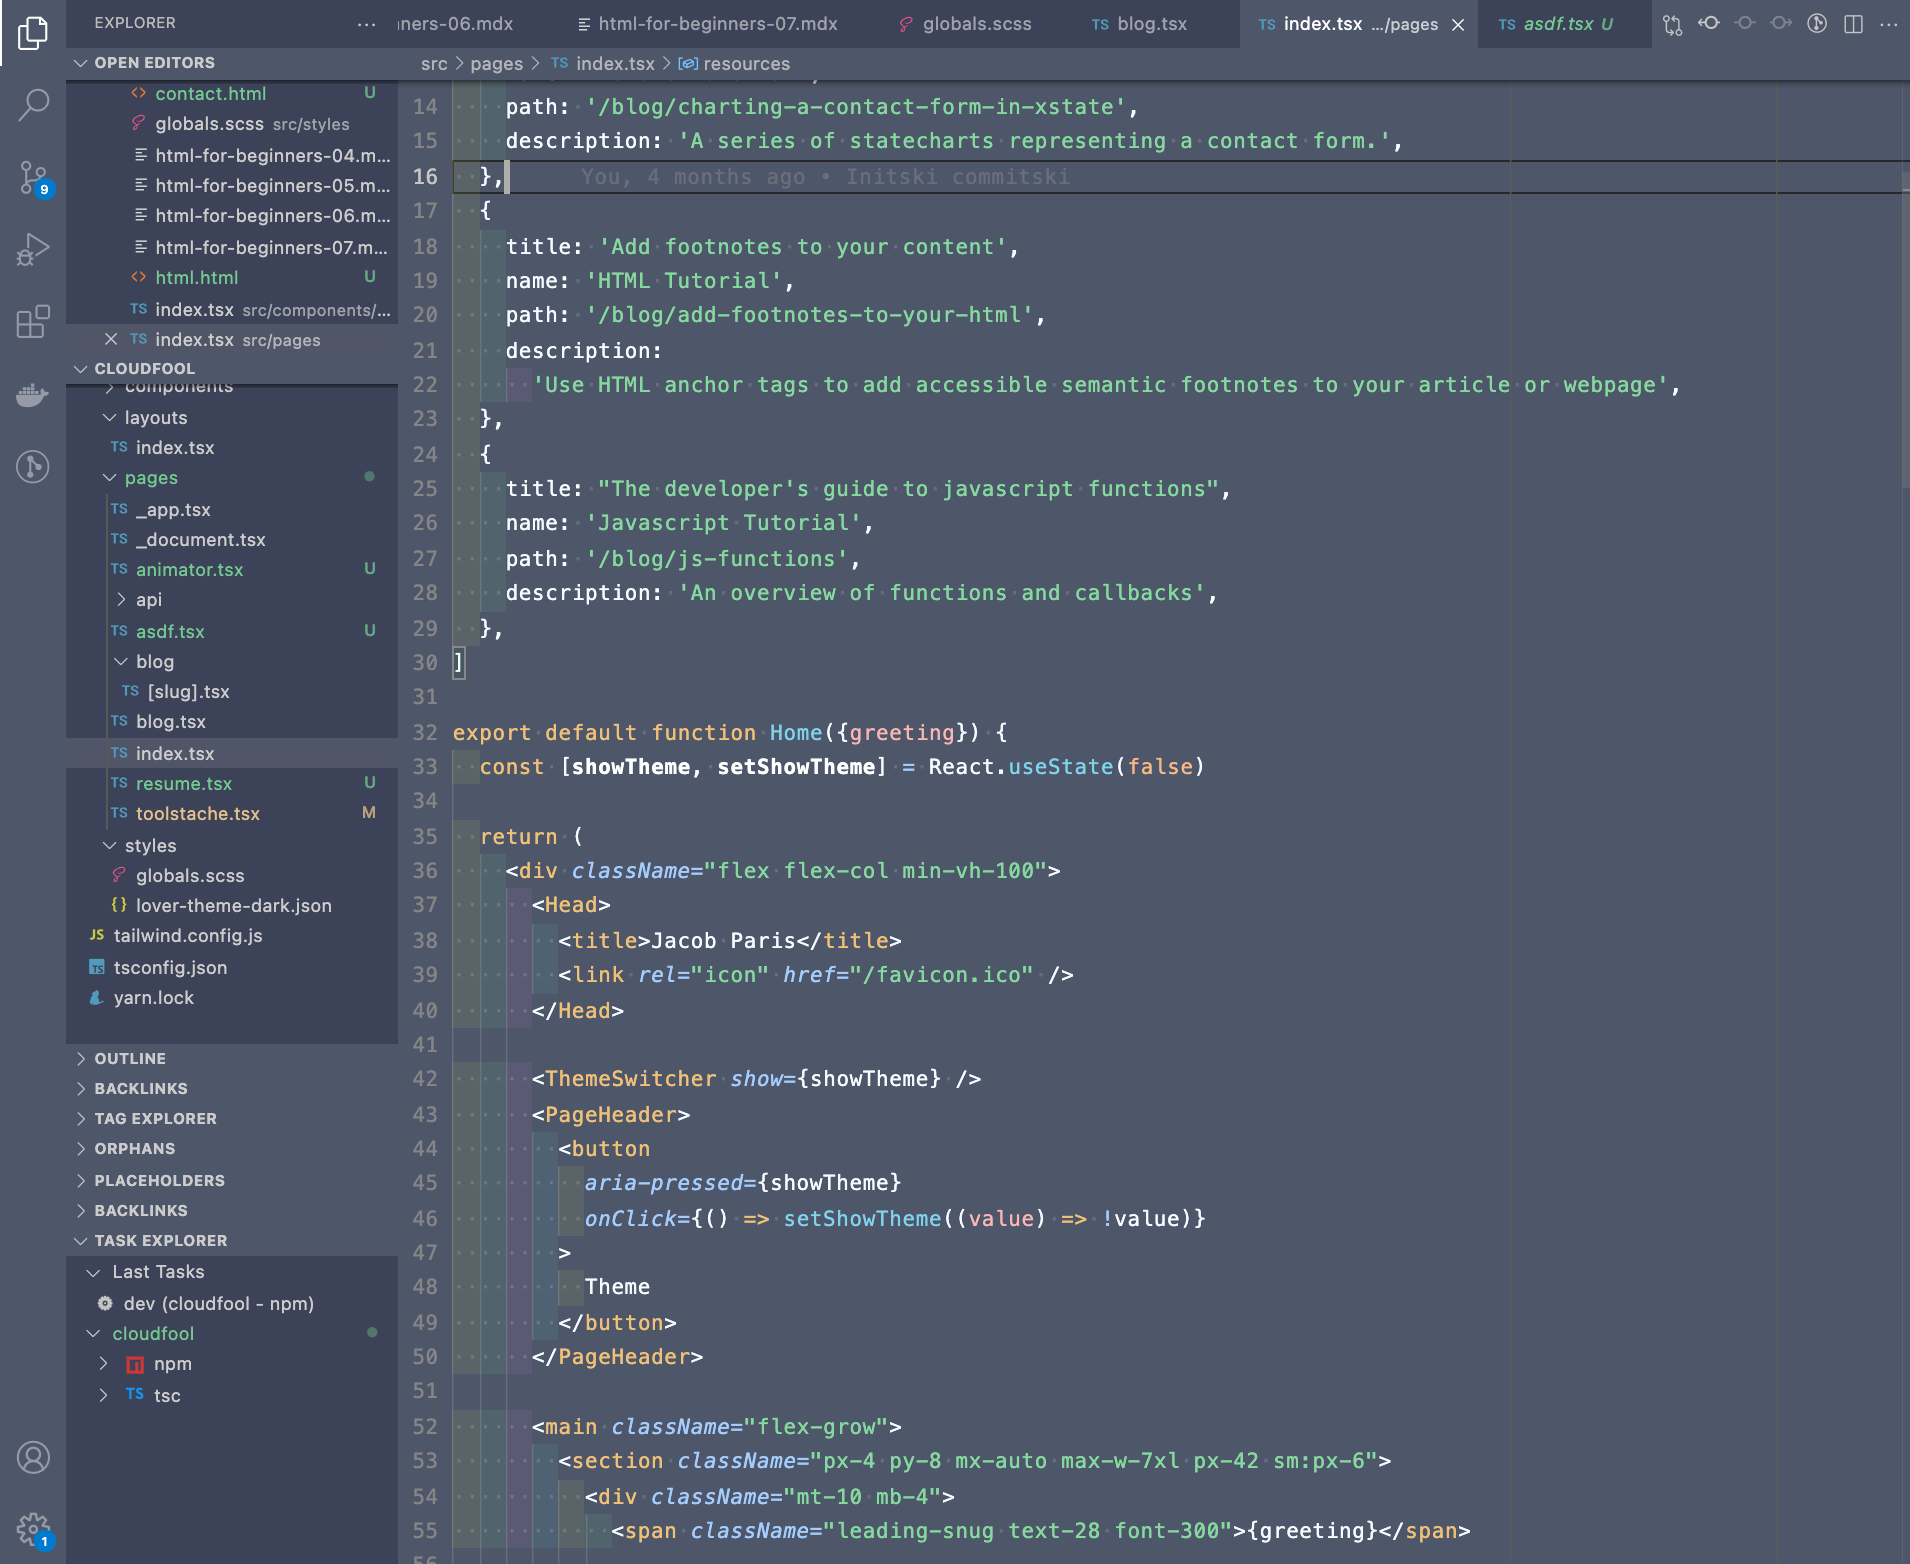 EXPLORER
ners-06.mdx
html-for-beginners-07.mdx
globals.scss
TS blog.tsx
TS index.tsx .../pages
TS asdf.tsx U
OPEN EDITORS
src > pages > TS index.tsx > resources
contact.html U
globals.scss src/styles
html-for-beginners-04.m...
html-for-beginners-05.m...
html-for-beginners-06.m...
html-for-beginners-07.m...
html.html U
TS index.tsx src/components/...
TS index.tsx src/pages
CLOUDFOOL
components
layouts
TS index.tsx
pages
TS _app.tsx
TS _document.tsx
TS animator.tsx U
api
TS asdf.tsx U
blog
TS [slug].tsx
TS blog.tsx
TS index.tsx
TS resume.tsx U
TS toolstache.tsx M
styles
globals.scss
{} lover-theme-dark.json
JS tailwind.config.js
TS tsconfig.json
yarn.lock
OUTLINE
BACKLINKS
TAG EXPLORER
ORPHANS
PLACEHOLDERS
BACKLINKS
TASK EXPLORER
Last Tasks
dev (cloudfool - npm)
cloudfool
npm
TS tsc
9
1
14 path: '/blog/charting-a-contact-form-in-xstate',
15 description: 'A series of statecharts representing a contact form.',
16 }, You, 4 months ago • Initski commitski
17 {
18 title: 'Add footnotes to your content',
19 name: 'HTML Tutorial',
20 path: '/blog/add-footnotes-to-your-html',
21 description:
22 'Use HTML anchor tags to add accessible semantic footnotes to your article or webpage',
23 },
24 {
25 title: "The developer's guide to javascript functions",
26 name: 'Javascript Tutorial',
27 path: '/blog/js-functions',
28 description: 'An overview of functions and callbacks',
29 },
30 ]
31
32 export default function Home({greeting}) {
33 const [showTheme, setShowTheme] = React.useState(false)
34
35 return (
36 <div className="flex flex-col min-vh-100">
37 <Head>
38 <title>Jacob Paris</title>
39 <link rel="icon" href="/favicon.ico" />
40 </Head>
41
42 <ThemeSwitcher show={showTheme} />
43 <PageHeader>
44 <button
45 aria-pressed={showTheme}
46 onClick={() => setShowTheme((value) => !value)}
47 >
48 Theme
49 </button>
50 </PageHeader>
51
52 <main className="flex-grow">
53 <section className="px-4 py-8 mx-auto max-w-7xl px-42 sm:px-6">
54 <div className="mt-10 mb-4">
55 <span className="leading-snug text-28 font-300">{greeting}</span>
56